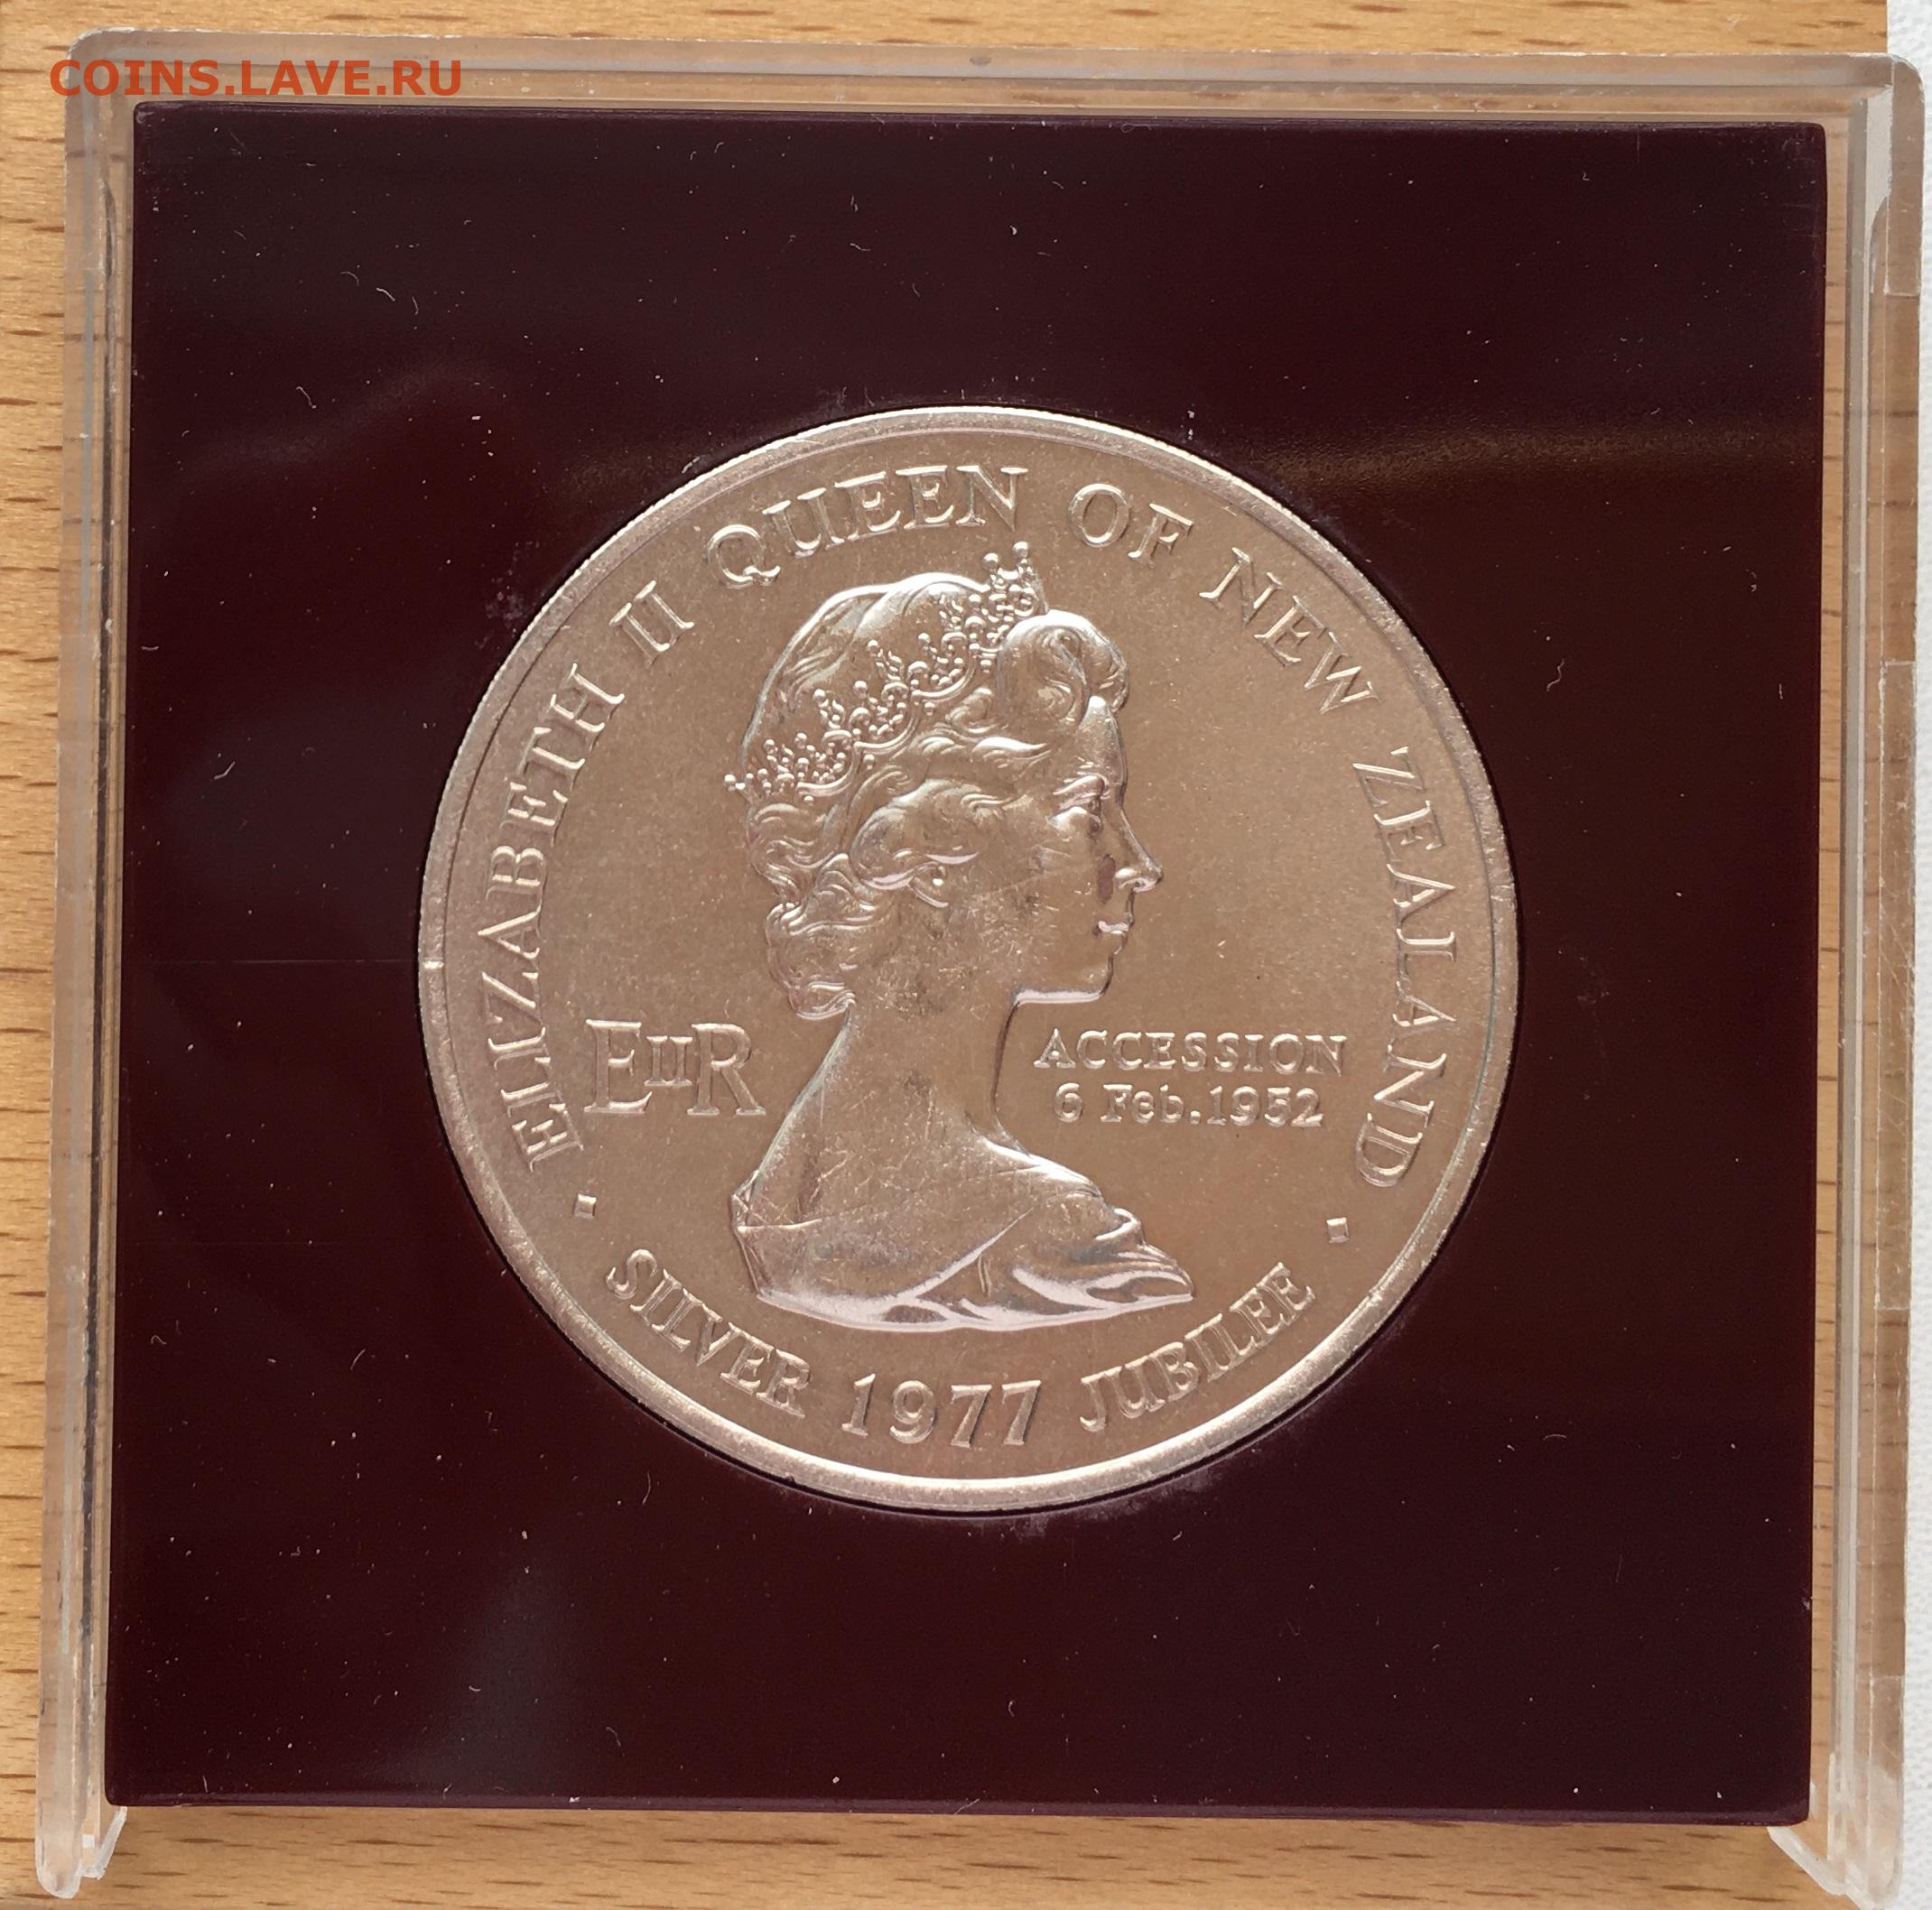 COINS.LAVE.RU
ELIZABETH II QUEEN OF NEW ZEALAND
EIIR
ACCESSION
6 Feb.1952
SILVER 1977 JUBILEE